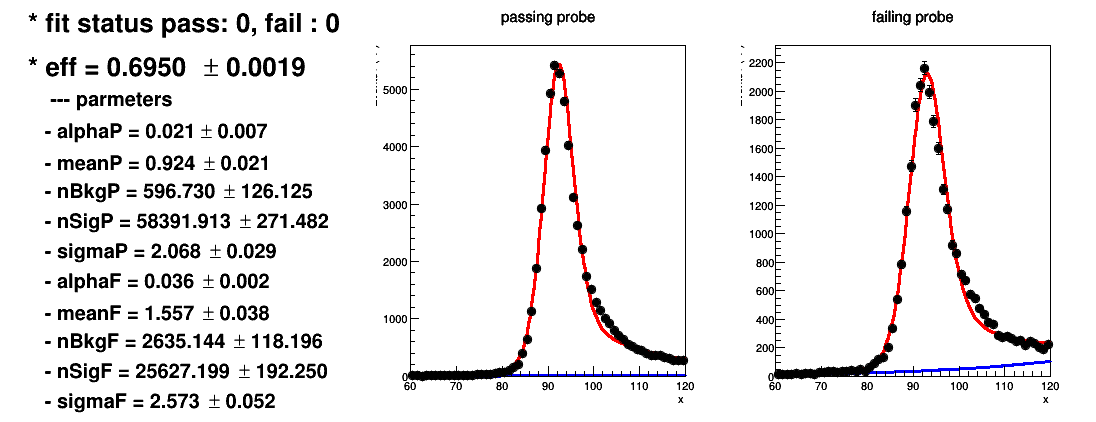 * fit status pass: 0, fail : 0
* eff = 0.6950 ± 0.0019
--- parmeters
- alphaP = 0.021 ± 0.007
- meanP = 0.924 ± 0.021
- nBkgP = 596.730 ± 126.125
- nSigP = 58391.913 ± 271.482
- sigmaP = 2.068 ± 0.029
- alphaF = 0.036 ± 0.002
- meanF = 1.557 ± 0.038
- nBkgF = 2635.144 ± 118.196
- nSigF = 25627.199 ± 192.250
- sigmaF = 2.573 ± 0.052
passing probe
5000
4000
3000
2000
1000
0
60 70 80 90 100 110 120
x
failing probe
2200
2000
1800
1600
1400
1200
1000
800
600
400
200
0
60 70 80 90 100 110 120
x